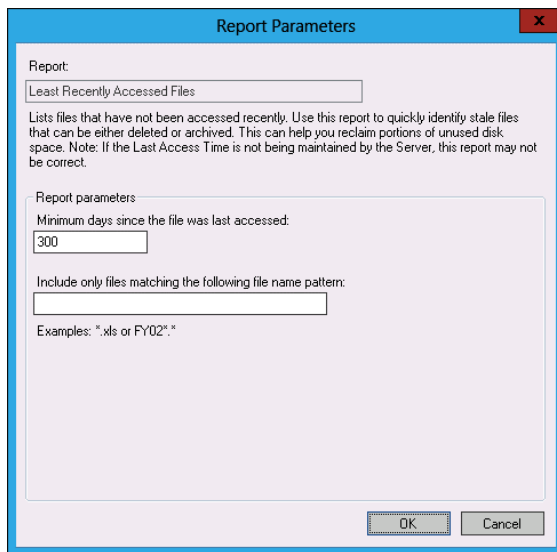 Report Parameters
x
Report:
Least Recently Accessed Files
Lists files that have not been accessed recently. Use this report to quickly identify stale files
that can be either deleted or archived. This can help you reclaim portions of unused disk
space. Note: If the Last Access Time is not being maintained by the Server, this report may not
be correct.
Report parameters
Minimum days since the file was last accessed:
300
Include only files matching the following file name pattern:
Examples: *.xls or FY02*.*
OK Cancel